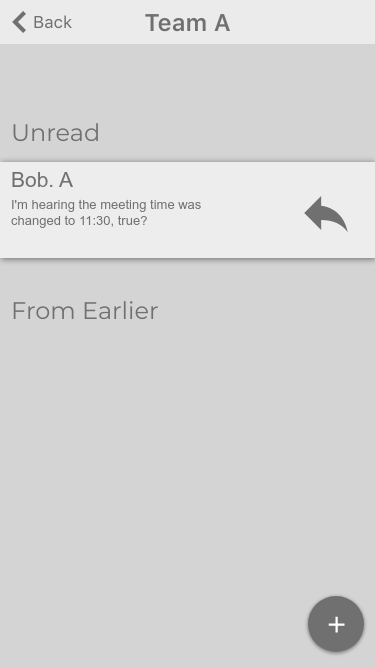 Back
Team A
Unread
Bob. A
I'm hearing the meeting time was
changed to 11:30, true?
From Earlier
+